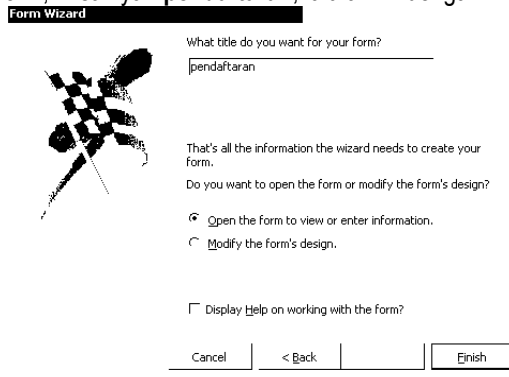 Form Wizard
What title do you want for your form?
pendaftaran
That's all the information the wizard needs to create your
form.
Do you want to open the form or modify the form's design?
Open the form to view or enter information.
Modify the form's design.
Display Help on working with the form?
Cancel
< Back
Finish